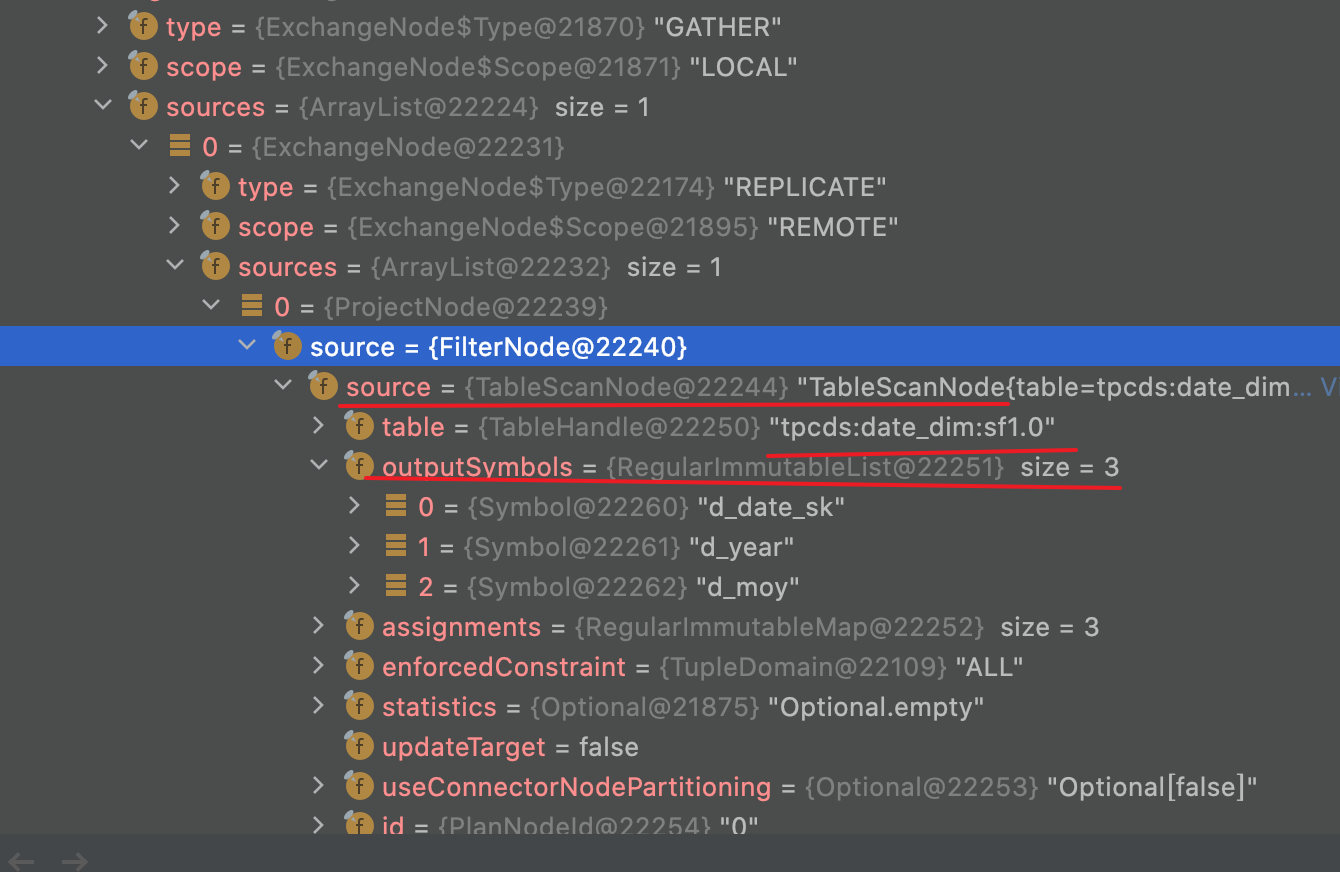 type = {ExchangeNode$Type@21870} "GATHER"
scope = {ExchangeNode$Scope@21871} "LOCAL"
sources = {ArrayList@22224} size = 1
0 = {ExchangeNode@22231}
type = {ExchangeNode$Type@22174} "REPLICATE"
scope = {ExchangeNode$Scope@21895} "REMOTE"
sources = {ArrayList@22232} size = 1
0 = {ProjectNode@22239}
source = {FilterNode@22240}
source = {TableScanNode@22244} "TableScanNode{table=tpcds:date_dim... V
table = {TableHandle@22250} "tpcds:date_dim:sf1.0"
outputSymbols = {RegularImmutableList@22251} size = 3
0 = {Symbol@22260} "d_date_sk"
1 = {Symbol@22261} "d_year"
2 = {Symbol@22262} "d_moy"
assignments = {RegularImmutableMap@22252} size = 3
enforcedConstraint = {TupleDomain@22109} "ALL"
statistics = {Optional@21875} "Optional.empty"
updateTarget = false
useConnectorNodePartitioning = {Optional@22253} "Optional[false]"
id = {PlanNodeId@22254} "0"